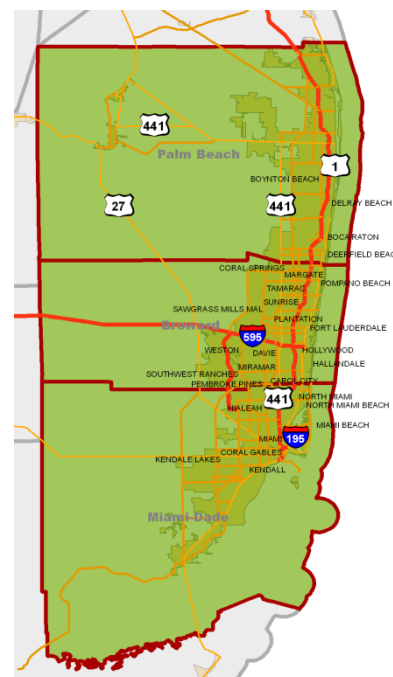 441
Palm Beach
1
BOYNTON BEACH
27
441
DELRAY BEACH
BOCA RATON
DEERFIELD BEAC
CORAL SPRINGS
MARGATE
TAMARAC
POMPANO BEACH
SUNRISE
SAWGRASS MILLS MAL
PLANTATION
Broward
FORT LAUDERDALE
595
WESTON
DAVIE
HOLLYWOOD
MIRAMAR
HALLANDALE
SOUTHWEST RANCHES
PEMBROKE PINES
CAROL CITY
441
NORTH MIAMI
HIALEAH
NORTH MIAMI BEACH
MIAMI BEACH
MIAMI
195
CORAL GABLES
KENDALE LAKES
KENDALL
Miami-Dade